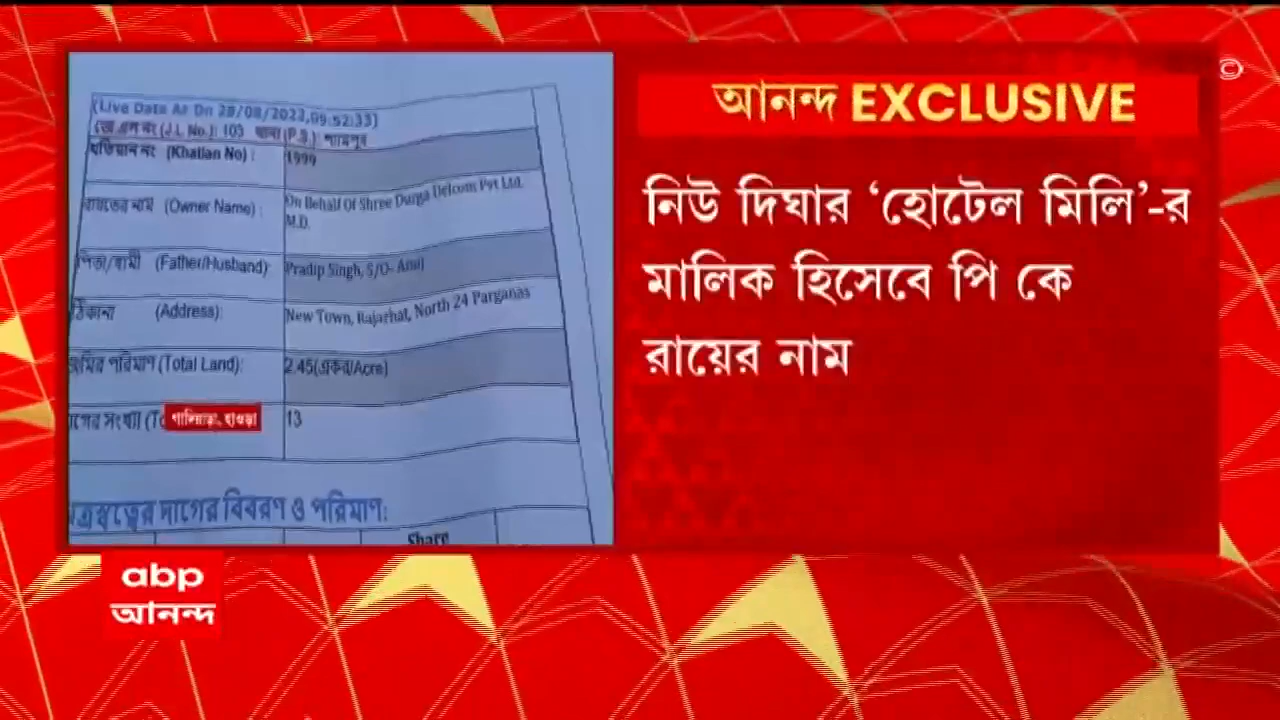 (Live Data As On 28/08/2023,09:52:33)
(জে এল নং (J.L No.): 103 থানা (P.S.) শ্যামপুর
খতিয়ান নং (Khatian No) : 1999
রায়তের নাম (Owner Name) : On Behalf Of Shree Durga Delcom Pvt Ltd.
M.D.
পিতা/স্বামী (Father/Husband): Pradip Singh, S/O- Anil
ঠিকানা (Address): New Town, Rajarhat, North 24 Parganas
জমির পরিমাণ (Total Land): 2.45(একর/Acre)
গালিয়াড়া, হাওড়া
13
দাগের বিবরণ ও পরিমাণ:
Share
আনন্দ EXCLUSIVE
নিউ দিঘার ‘হোটেল মিলি’-র
মালিক হিসেবে পি কে
রায়ের নাম
©
abp
আনন্দ